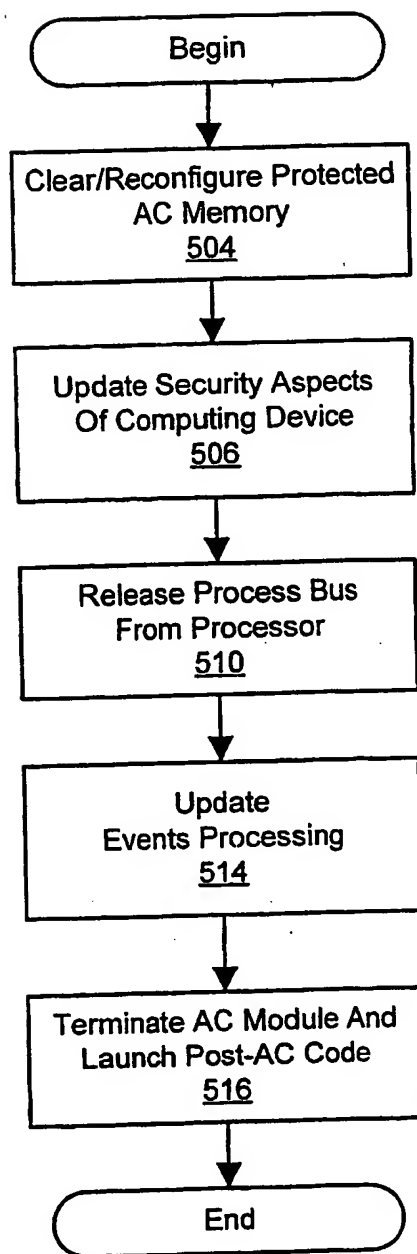 Begin
Clear/Reconfigure Protected
AC Memory
504
Update Security Aspects
Of Computing Device
506
Release Process Bus
From Processor
510
Update
Events Processing
514
Terminate AC Module And
Launch Post-AC Code
516
End